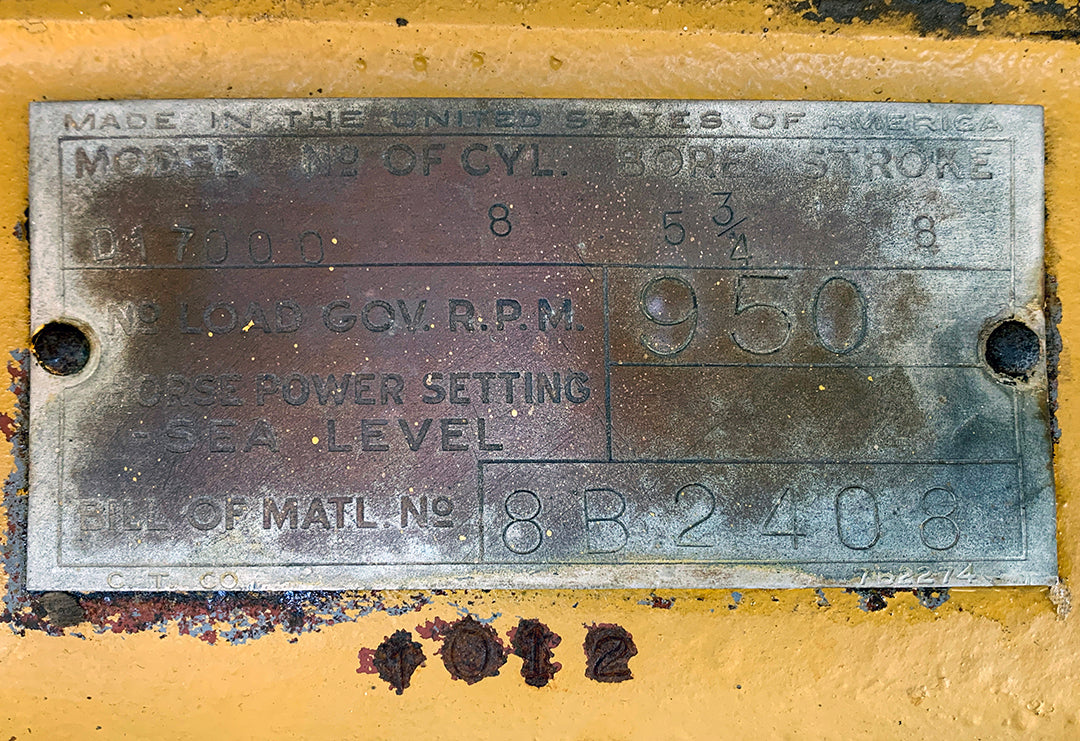 MADE IN THE UNITED STATES OF AMERICA
MODEL Nº OF CYL. BORE STROKE
D17000 8 5 3/4 8
Nº LOAD GOV. R.P.M. 950
HORSE POWER SETTING
-SEA LEVEL
BILL OF MATL. Nº 8B2408
C. T. CO. 7B2274
1012